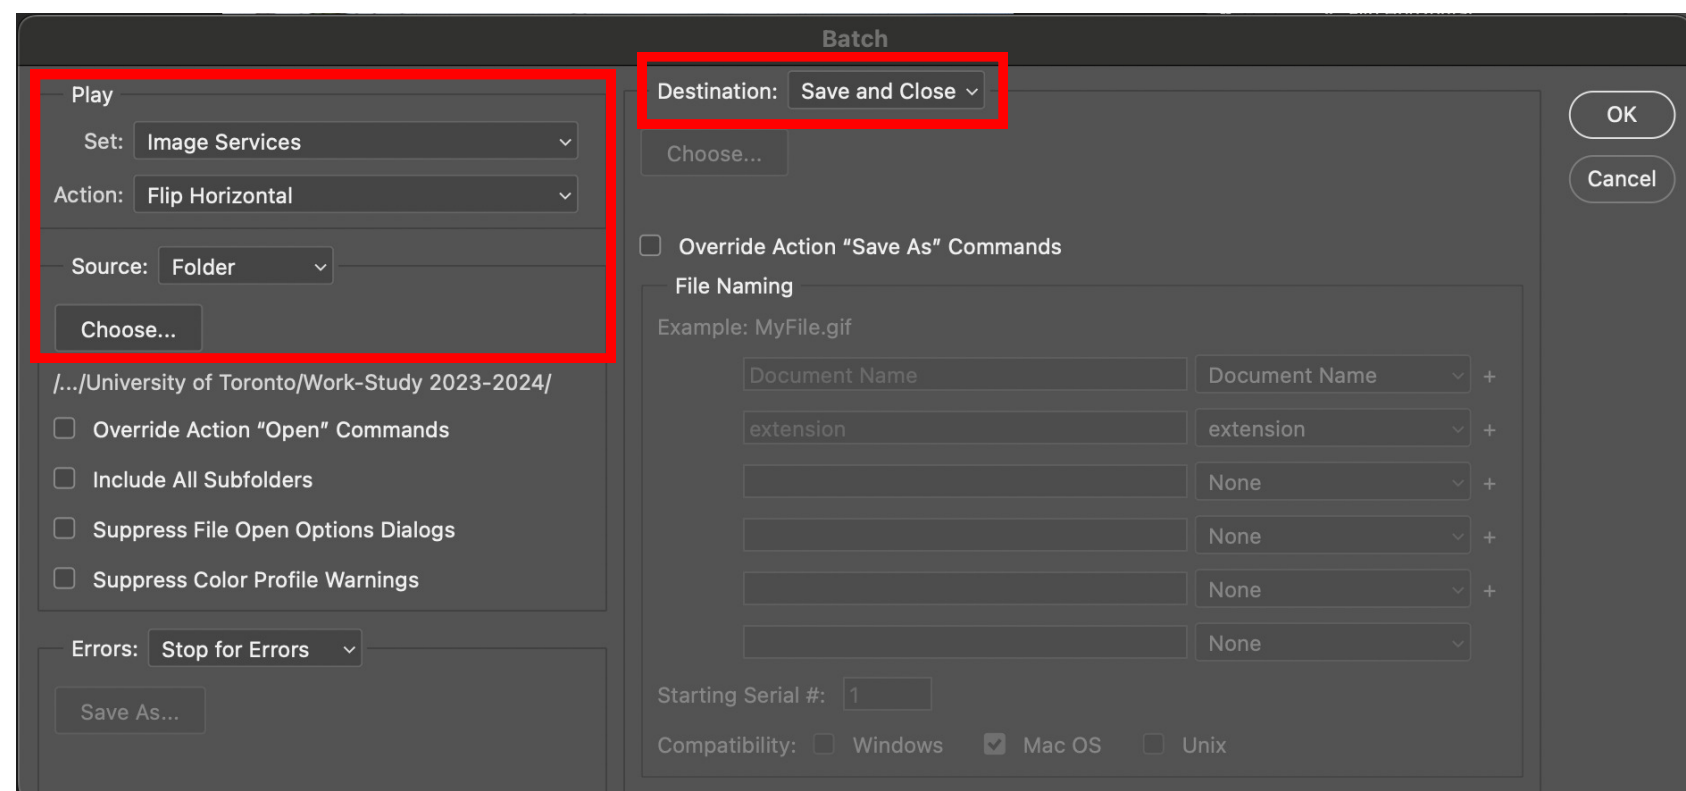 Batch
Play
Set: Image Services
Action: Flip Horizontal
Source: Folder
Choose...
/.../University of Toronto/Work-Study 2023-2024/
Override Action “Open” Commands
Include All Subfolders
Suppress File Open Options Dialogs
Suppress Color Profile Warnings
Errors: Stop for Errors
Save As...
Destination: Save and Close
Choose...
Override Action “Save As” Commands
File Naming
Example: MyFile.gif
Document Name Document Name +
extension extension +
None +
None +
None +
None
Starting Serial #: 1
Compatibility: Windows Mac OS Unix
OK
Cancel